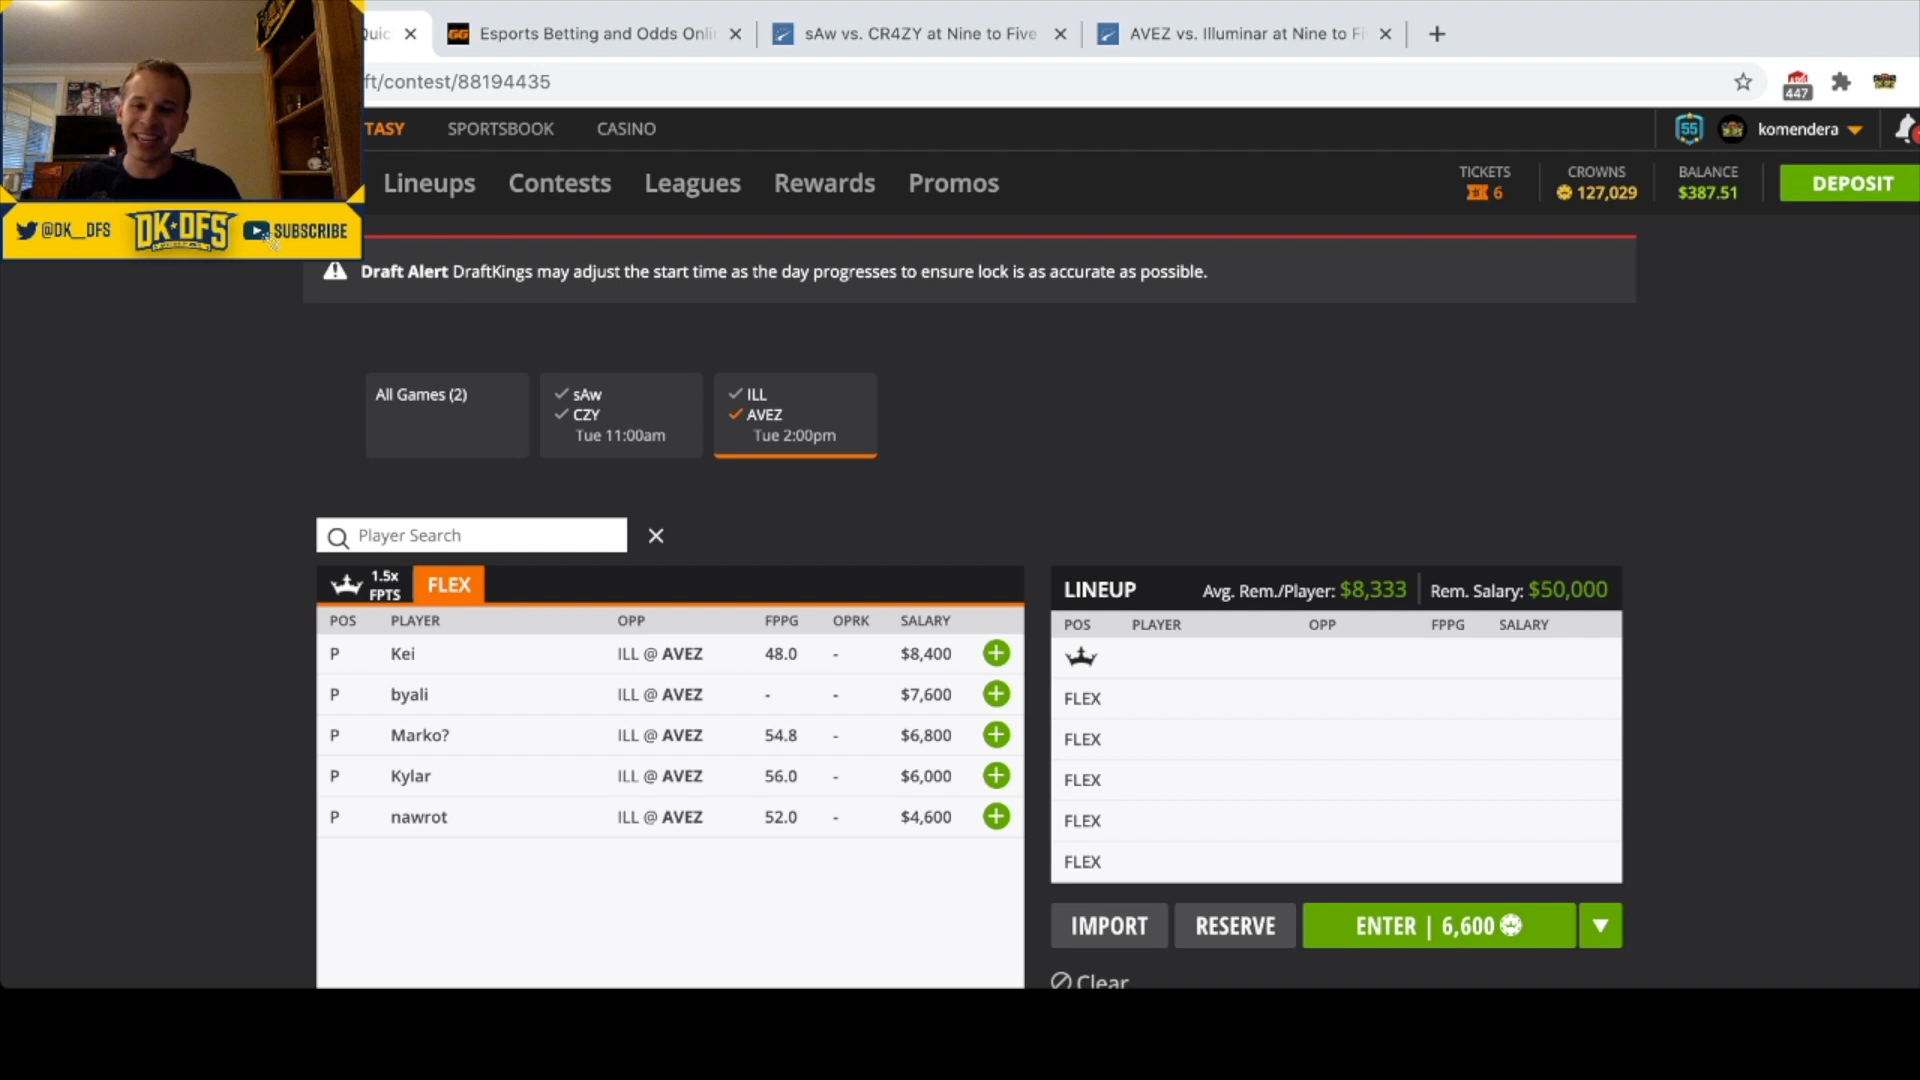 Quic
Esports Betting and Odds Onli
sAw vs. CR4ZY at Nine to Five
AVEZ vs. Illuminar at Nine to Fi
ft/contest/88194435
447
TASY
SPORTSBOOK
CASINO
55
komendera
Lineups
Contests
Leagues
Rewards
Promos
TICKETS
6
CROWNS
127,029
BALANCE
$387.51
DEPOSIT
@DK__DFS
DK DFS
SUBSCRIBE
Draft Alert DraftKings may adjust the start time as the day progresses to ensure lock is as accurate as possible.
All Games (2)
sAw
CZY
Tue 11:00am
ILL
AVEZ
Tue 2:00pm
Player Search
1.5x
FPTS
FLEX
POS PLAYER OPP FPPG OPRK SALARY
P Kei ILL @ AVEZ 48.0 - $8,400
P byali ILL @ AVEZ - - $7,600
P Marko? ILL @ AVEZ 54.8 - $6,800
P Kylar ILL @ AVEZ 56.0 - $6,000
P nawrot ILL @ AVEZ 52.0 - $4,600
LINEUP Avg. Rem./Player: $8,333 Rem. Salary: $50,000
POS PLAYER OPP FPPG SALARY
FLEX
FLEX
FLEX
FLEX
FLEX
IMPORT
RESERVE
ENTER | 6,600
Clear